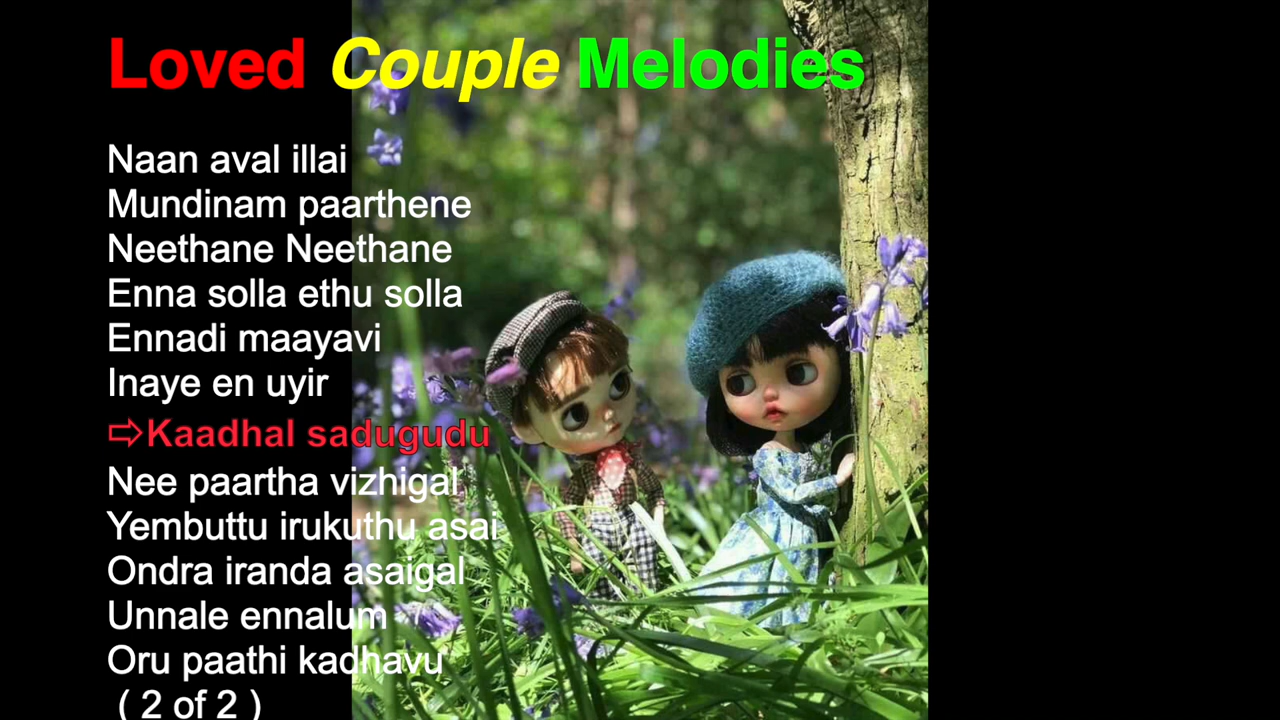 Loved Couple Melodies
Naan aval illai
Mundinam paarthene
Neethane Neethane
Enna solla ethu solla
Ennadi maayavi
Inaye en uyir
⇨Kaadhal sadugudu
Nee paartha vizhigal
Yembuttu irukuthu asai
Ondra iranda asaigal
Unnale ennalum
Oru paathi kadhavu
( 2 of 2 )